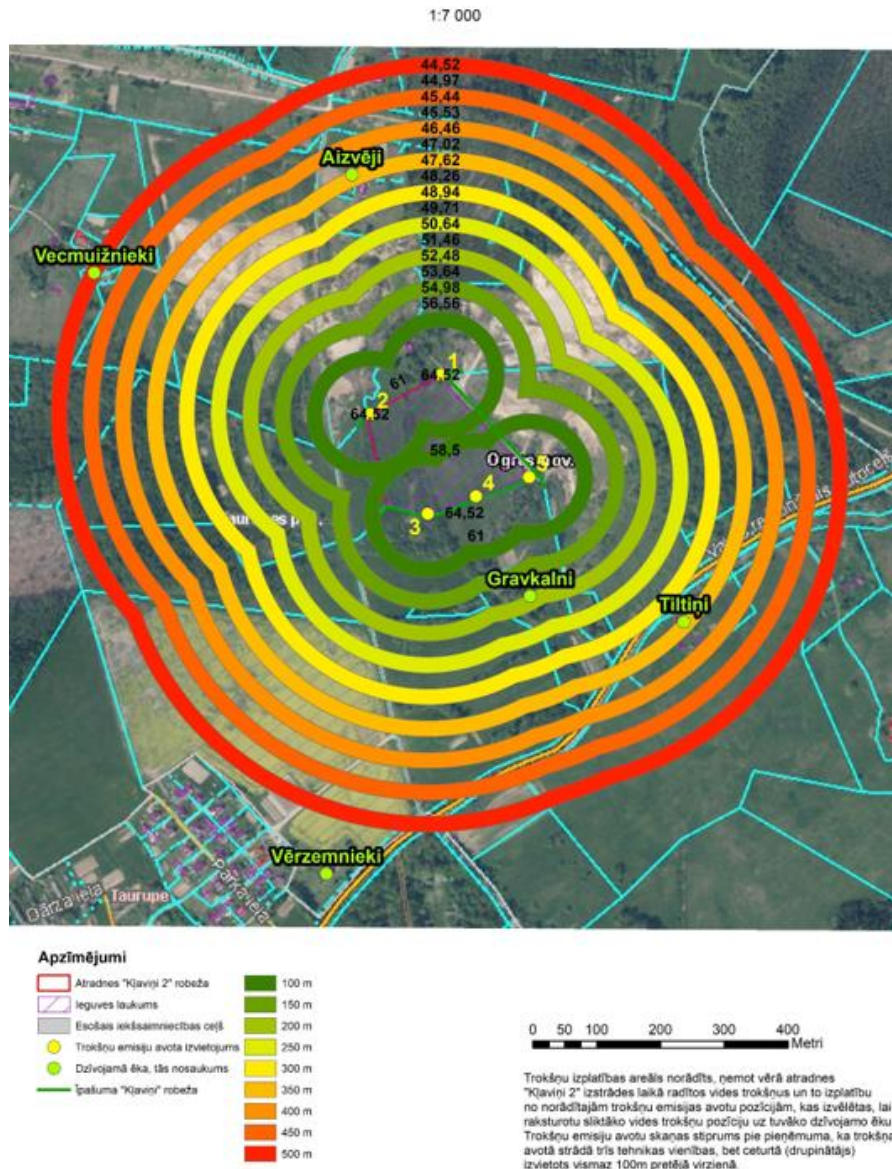 1:7 000
44,52
44,97
45,44
45,53
46,46
47,02
47,62
48,26
48,94
49,71
50,64
51,46
52,48
53,64
54,98
56,56
Aizvēji
Vecmuižnieki
1
64,52
61
2
64,52
58,5
Ogres nov.
5
4
3
64,52
61
Gravkalni
Tiltiņi
Vērzemnieki
Taurupe
Parka iela
Dārza iela
Apzīmējumi
Atradnes "Kļaviņi 2" robeža
Ieguves laukums
Esošais iekšsaimniecības ceļš
Trokšņu emisiju avota izvietojums
Dzīvojamā ēka, tās nosaukums
Īpašuma "Kļaviņi" robeža
100 m
150 m
200 m
250 m
300 m
350 m
400 m
450 m
500 m
0 50 100 200 300 400
Metri
Trokšņu izplatības areāls norādīts, ņemot vērā atradnes
"Kļaviņi 2" izstrādes laikā radītos vides trokšņus un to izplatību
no norādītajām trokšņu emisijas avotu pozīcijām, kas izvēlētas, lai
raksturotu sliktāko vides trokšņu pozīciju uz tuvāko dzīvojamo ēku
Trokšņu emisiju avotu skaņas stiprums pie pieņēmuma, ka trokšņa
avotā strādā trīs tehnikas vienības, bet ceturtā (drupinātājs)
izvietots vismaz 100m pretējā virzienā